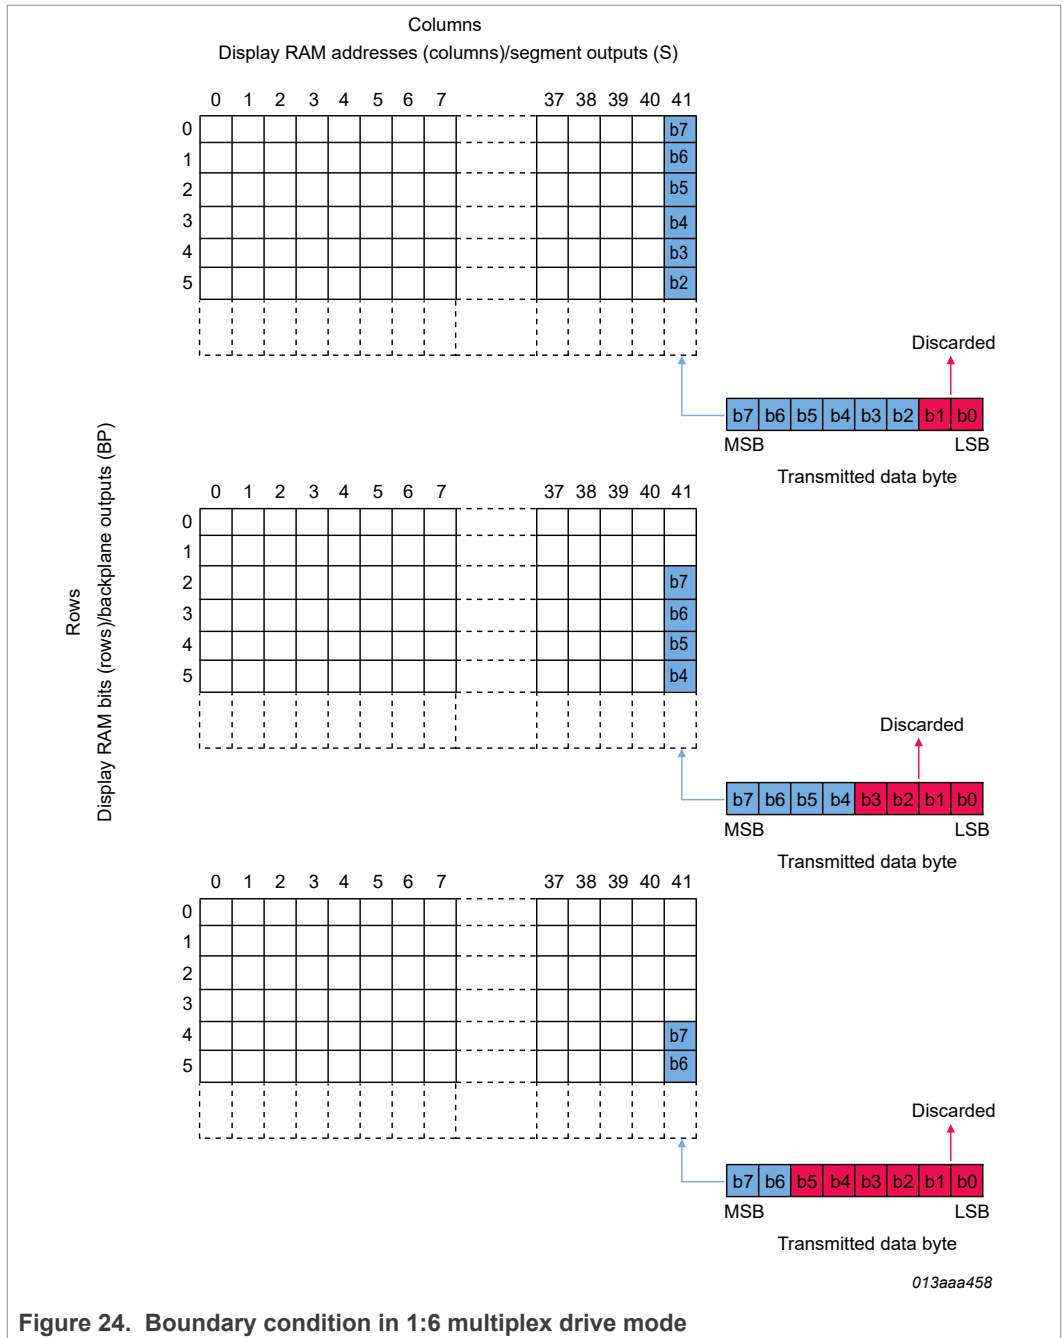 Columns
Display RAM addresses (columns)/segment outputs (S)
0 1 2 3 4 5 6 7 37 38 39 40 41
0 b7
1 b6
2 b5
3 b4
4 b3
5 b2
Discarded
b7 b6 b5 b4 b3 b2 b1 b0
MSB LSB
Transmitted data byte
Rows
Display RAM bits (rows)/backplane outputs (BP)
0 1 2 3 4 5 6 7 37 38 39 40 41
0
1
2 b7
3 b6
4 b5
5 b4
Discarded
b7 b6 b5 b4 b3 b2 b1 b0
MSB LSB
Transmitted data byte
0 1 2 3 4 5 6 7 37 38 39 40 41
0
1
2
3
4 b7
5 b6
Discarded
b7 b6 b5 b4 b3 b2 b1 b0
MSB LSB
Transmitted data byte
013aaa458
Figure 24. Boundary condition in 1:6 multiplex drive mode